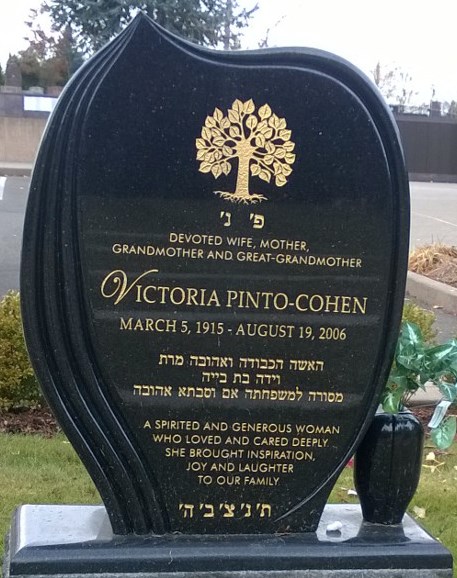 פ' נ'
DEVOTED WIFE, MOTHER,
GRANDMOTHER AND GREAT-GRANDMOTHER
VICTORIA PINTO-COHEN
MARCH 5, 1915 - AUGUST 19, 2006
האשה הכבודה ואהובה מרת
וידה בת בייה
מסורה למשפחתה אם וסבתא אהובה
A SPIRITED AND GENEROUS WOMAN
WHO LOVED AND CARED DEEPLY
SHE BROUGHT INSPIRATION,
JOY AND LAUGHTER
TO OUR FAMILY
ת' נ' צ' ב' ה'